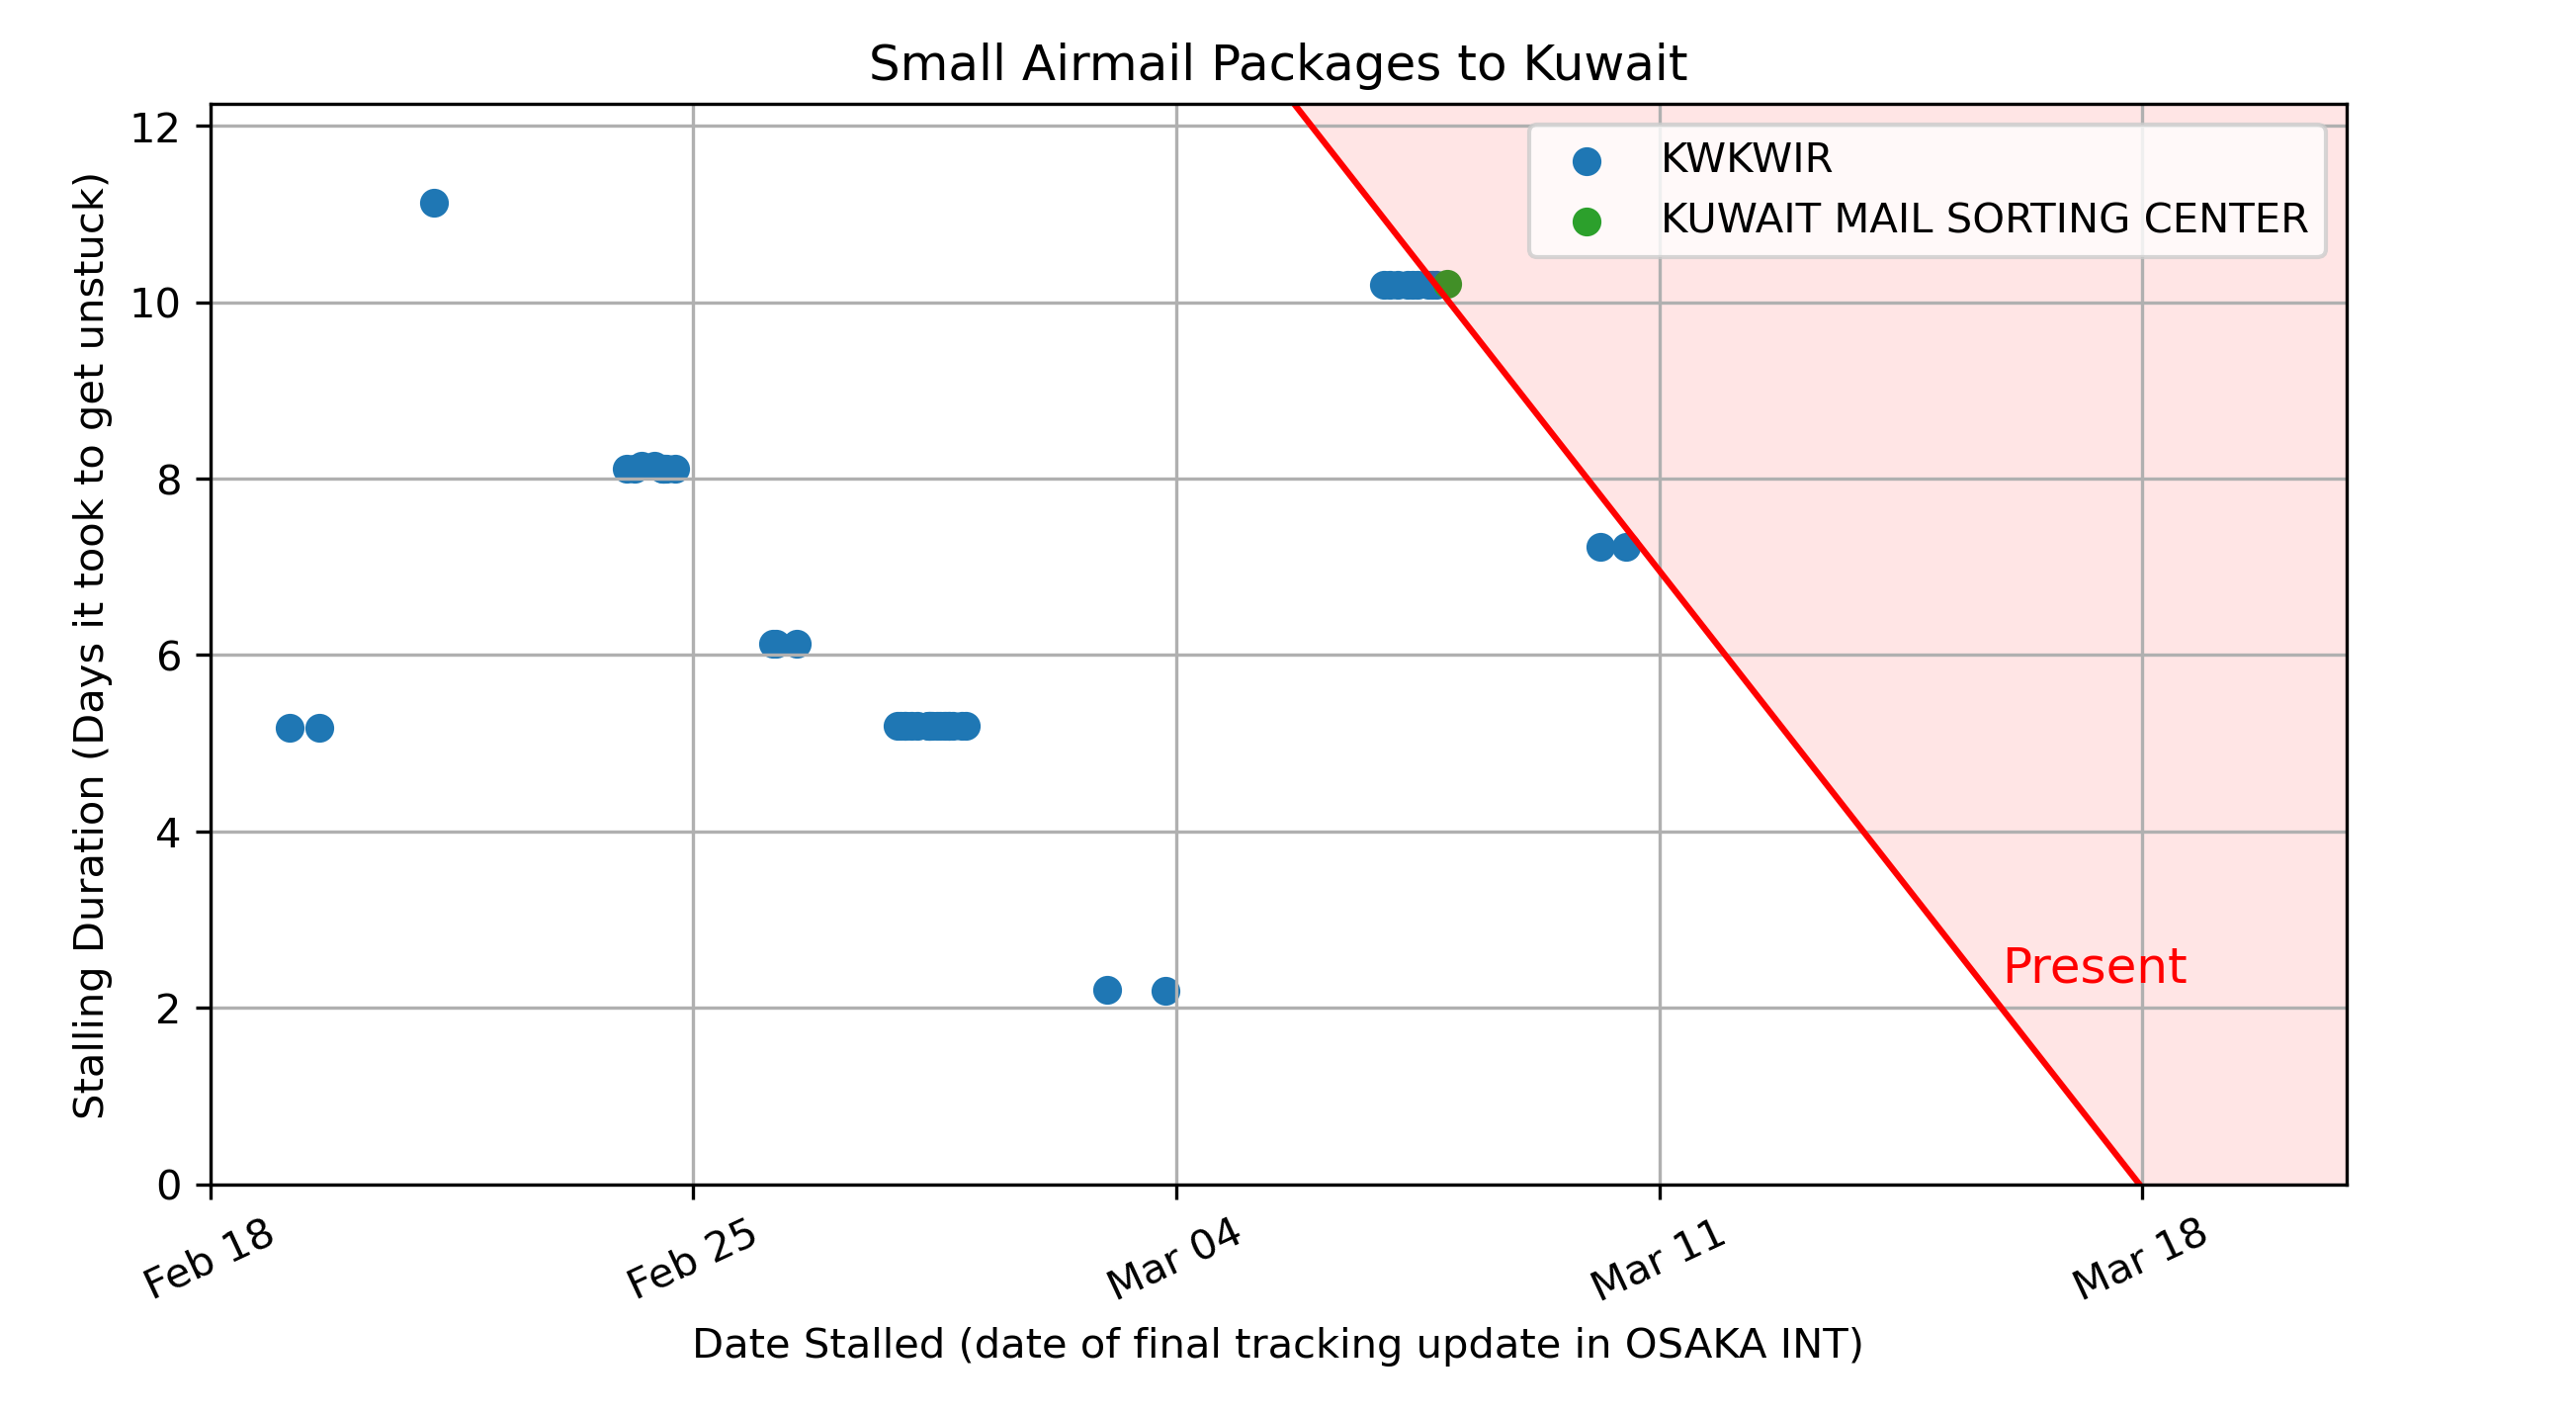 Small Airmail Packages to Kuwait
Stalling Duration (Days it took to get unstuck)
12
10
8
6
4
2
0
KWKWIR
KUWAIT MAIL SORTING CENTER
Present
Feb 18
Feb 25
Mar 04
Mar 11
Mar 18
Date Stalled (date of final tracking update in OSAKA INT)